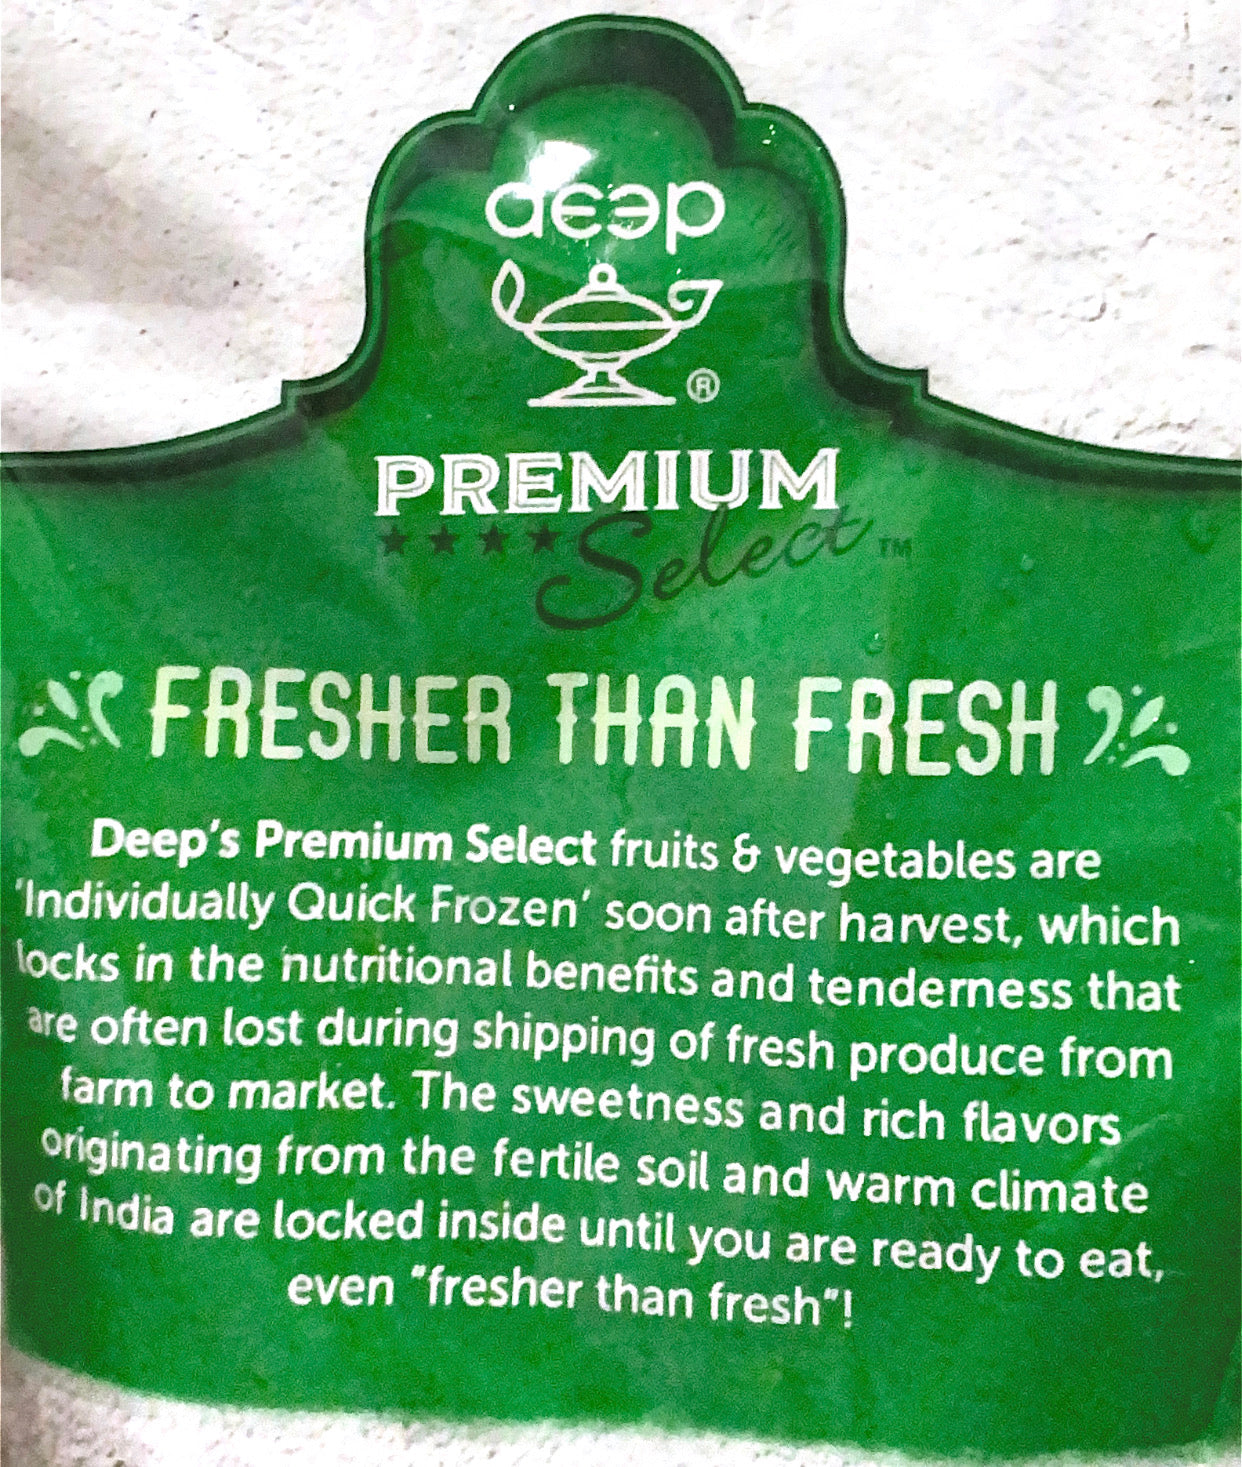 deep
®
PREMIUM
★★★★ Select ™
FRESHER THAN FRESH
Deep's Premium Select fruits & vegetables are
'Individually Quick Frozen' soon after harvest, which
locks in the nutritional benefits and tenderness that
are often lost during shipping of fresh produce from
farm to market. The sweetness and rich flavors
originating from the fertile soil and warm climate
of India are locked inside until you are ready to eat,
even "fresher than fresh"!